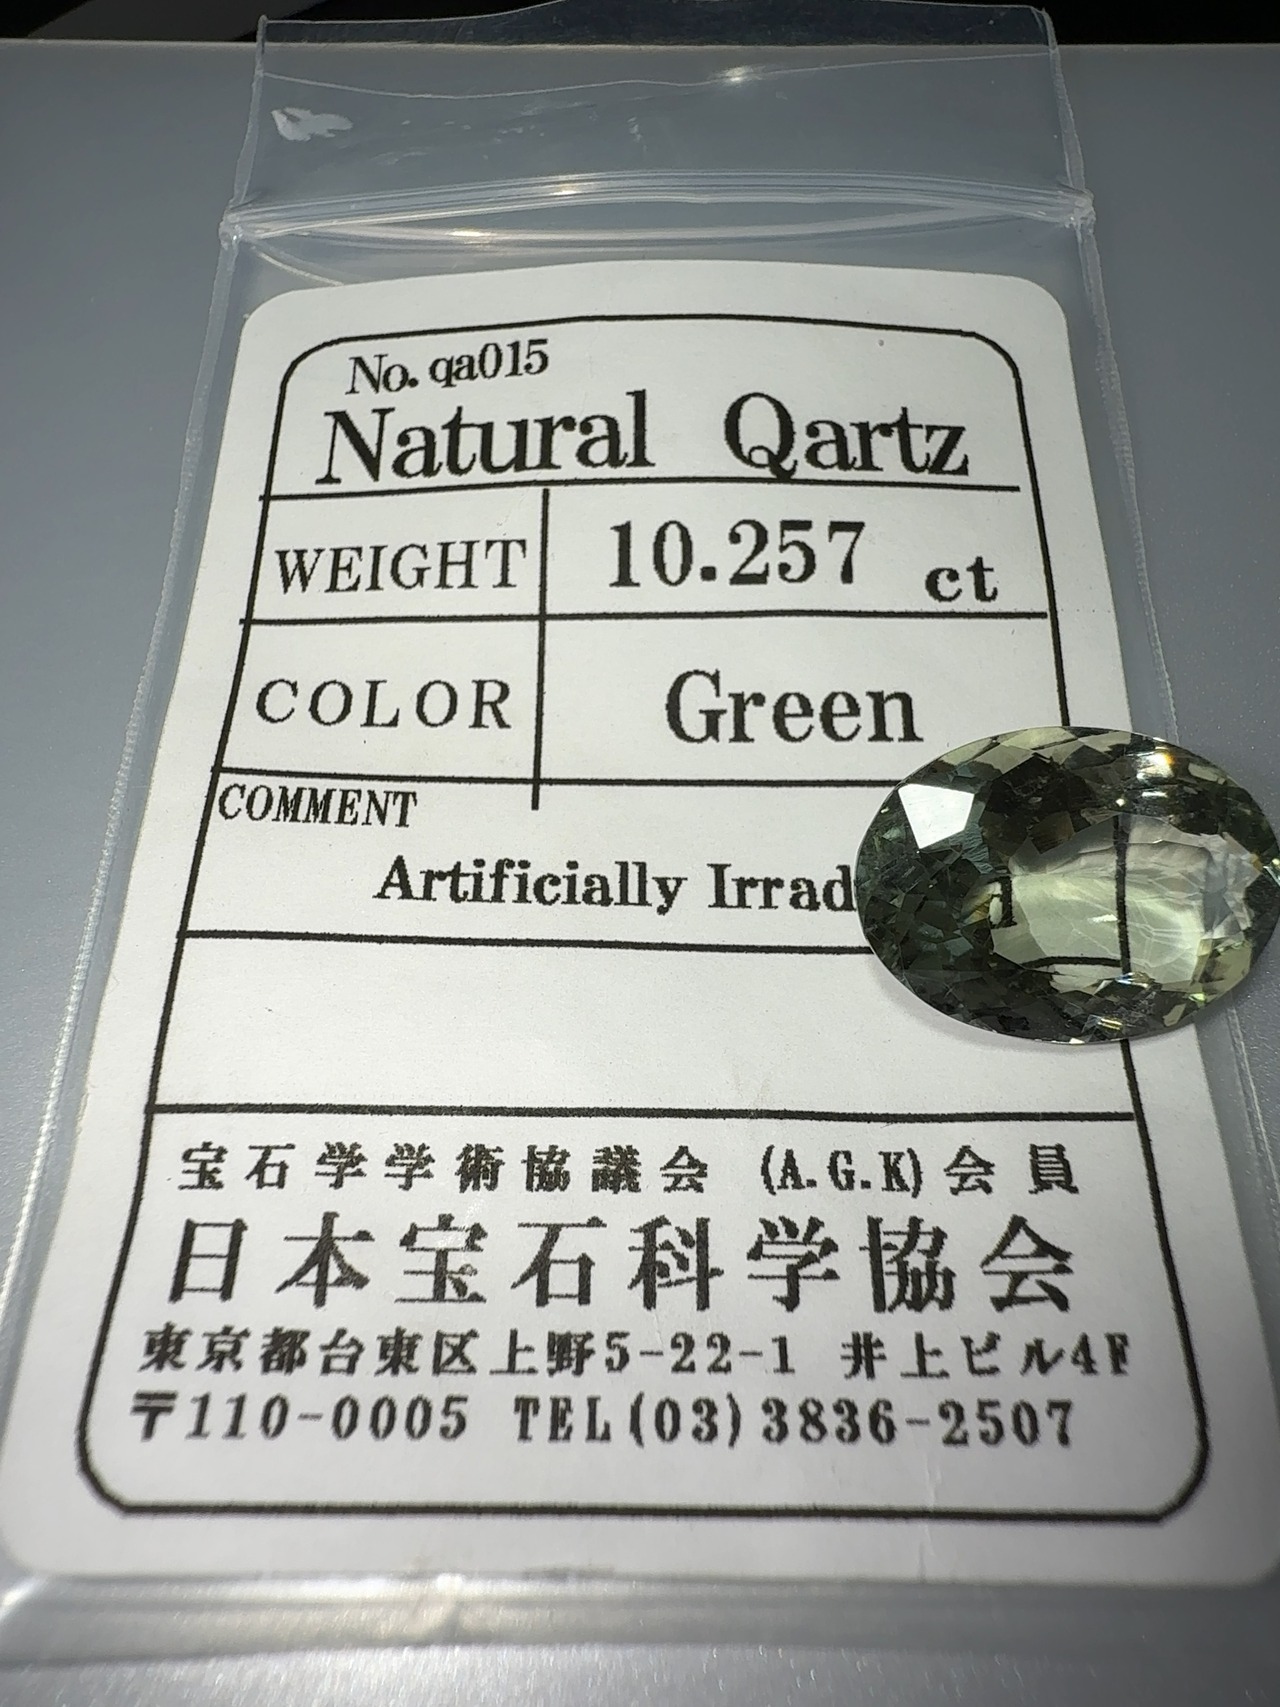 No. qa015
Natural Qartz
WEIGHT 10.257 ct
COLOR Green
COMMENT
Artificially Irrad
宝石学学術協議会 (A.G.K)会員
日本宝石科学協会
東京都台東区上野5-22-1 井上ビル4F
〒110-0005 TEL(03)3836-2507